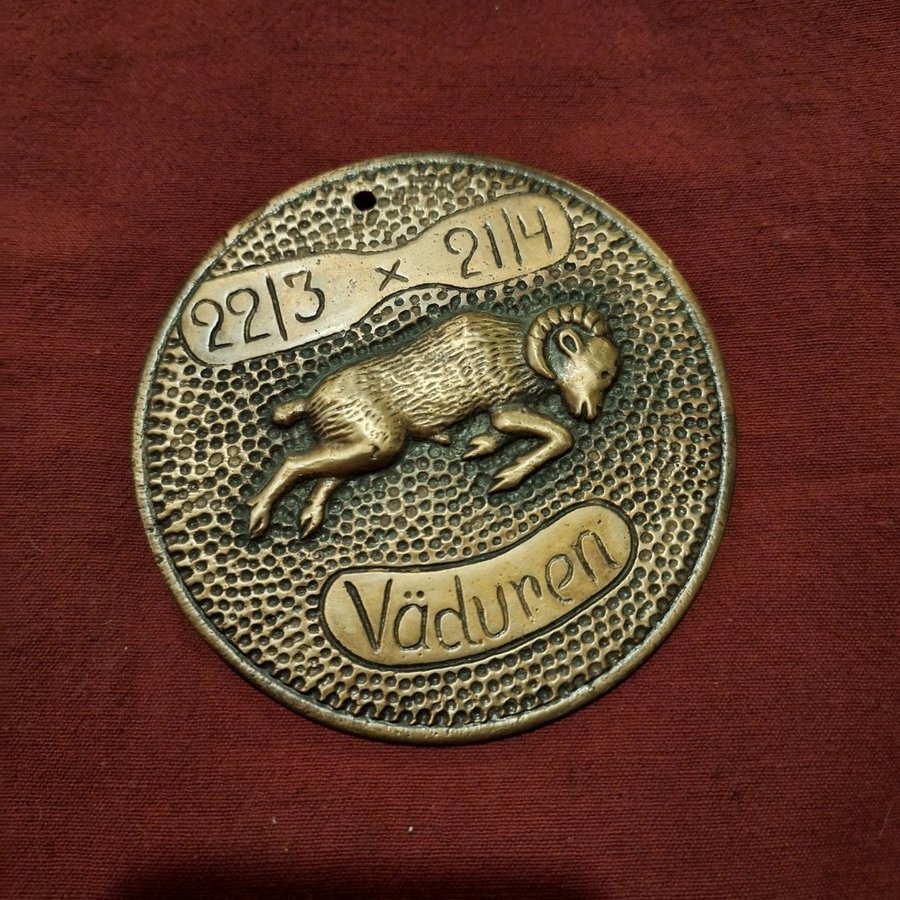 22/3 x 21/4
Väduren